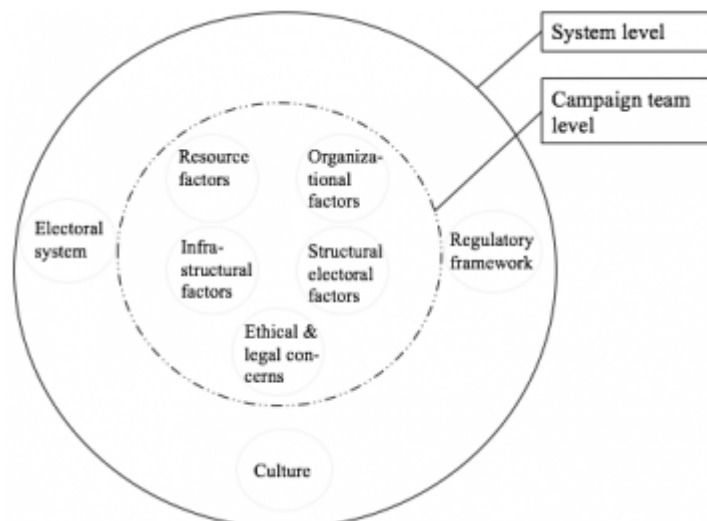 System level
Campaign team
level
Resource
factors
Organiza-
tional
factors
Electoral
system
Infra-
structural
factors
Structural
electoral
factors
Regulatory
framework
Ethical &
legal con-
cerns
Culture